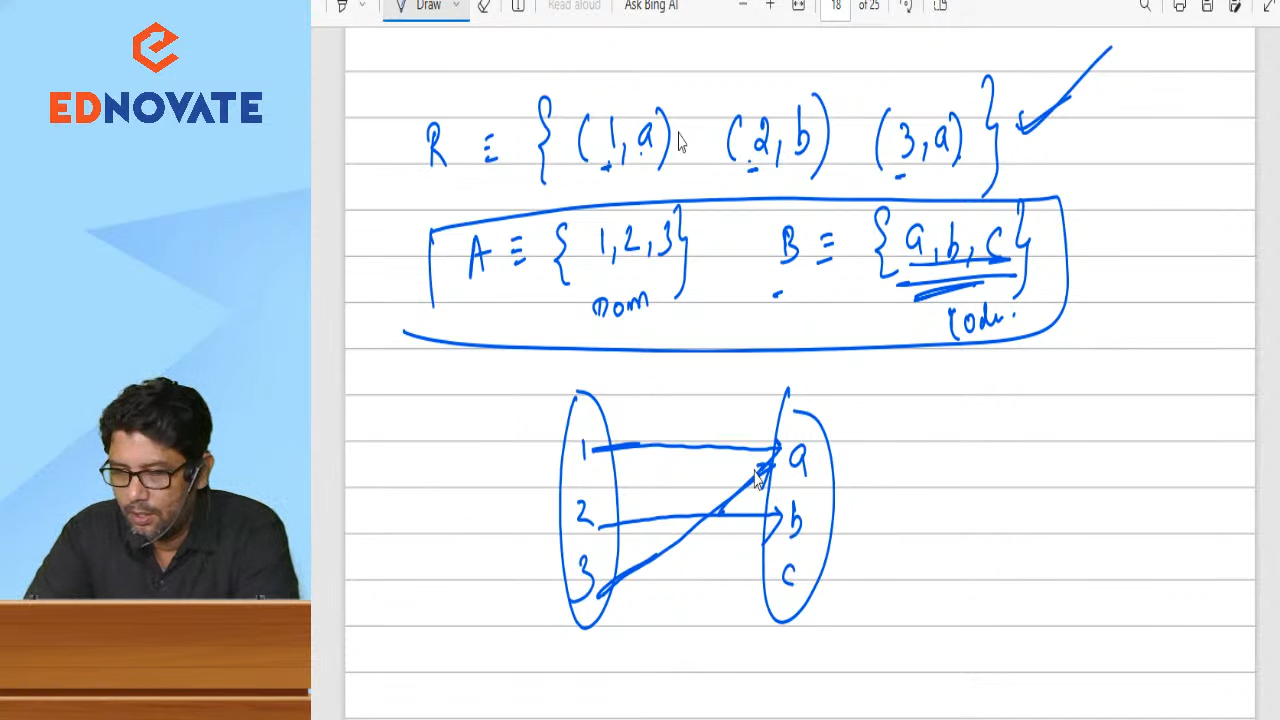 Draw
Read aloud
Ask Bing AI
18 of 25
EDNOVATE
R ≡ { (1, a) (2, b) (3, a) }
A ≡ { 1, 2, 3 } B ≡ { a, b, c }
Dom
1 a
2 b
3 c